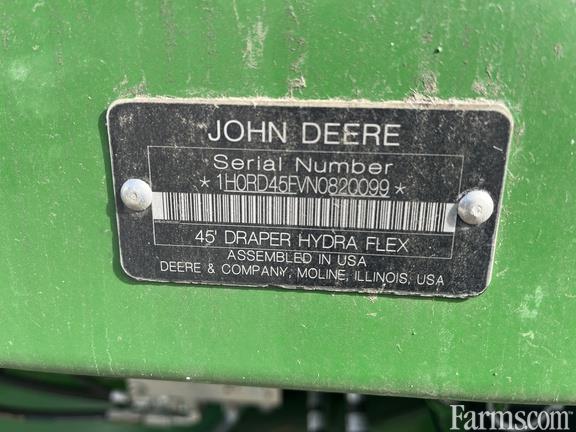 JOHN DEERE
Serial Number
*1H0RD45FVN0820099*
45' DRAPER HYDRA FLEX
ASSEMBLED IN USA
DEERE & COMPANY, MOLINE, ILLINOIS, USA
Farms.com